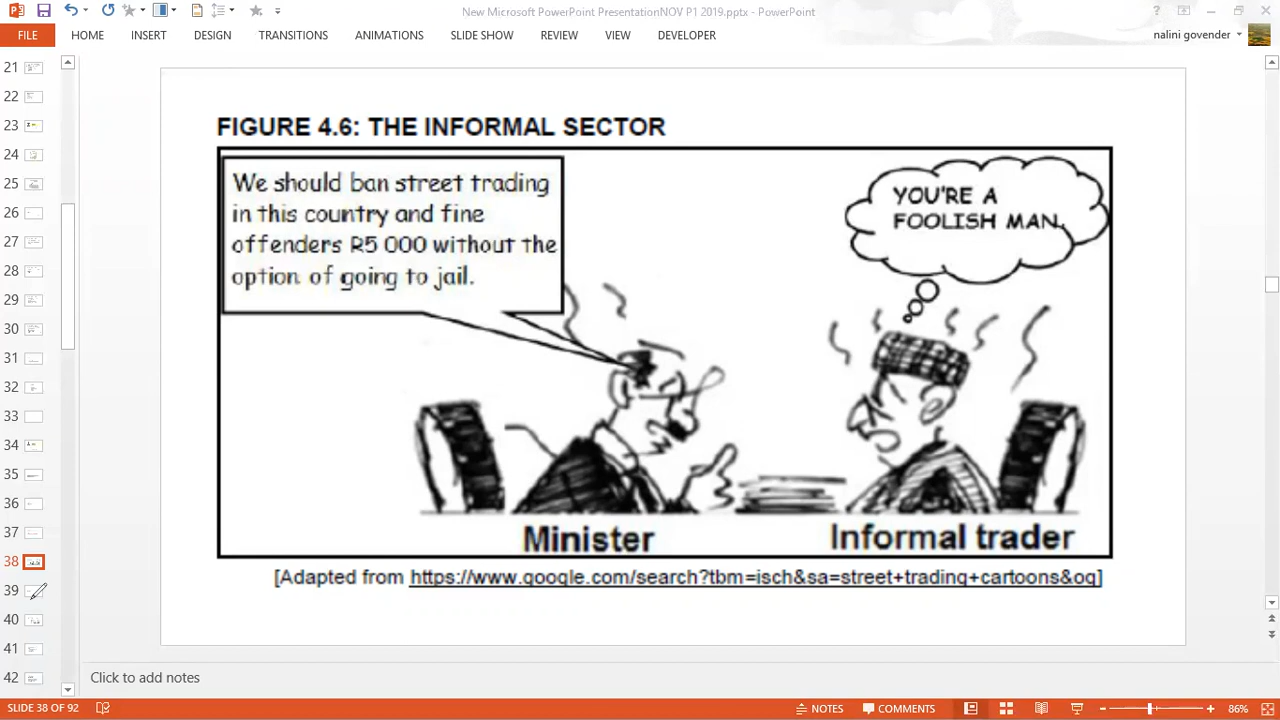 New Microsoft PowerPoint PresentationNOV P1 2019.pptx - PowerPoint
FILE HOME INSERT DESIGN TRANSITIONS ANIMATIONS SLIDE SHOW REVIEW VIEW DEVELOPER nalini govender
21
22
23
24
25
26
27
28
29
30
31
32
33
34
35
36
37
38
39
40
41
42
FIGURE 4.6: THE INFORMAL SECTOR
We should ban street trading
in this country and fine
offenders R5 000 without the
option of going to jail.
YOU'RE A
FOOLISH MAN.
Minister
Informal trader
[Adapted from https://www.google.com/search?tbm=isch&sa=street+trading+cartoons&oq]
Click to add notes
SLIDE 38 OF 92 NOTES COMMENTS 86%